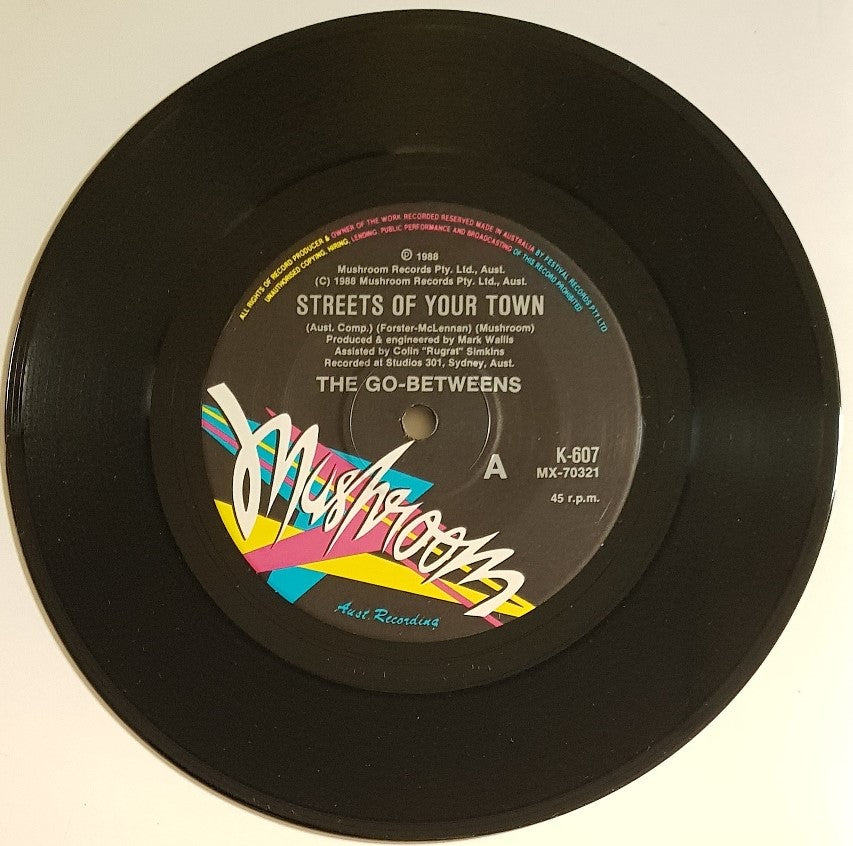 ALL RIGHTS OF RECORD PRODUCER & OWNER OF THE WORK RECORDED RESERVED MADE IN AUSTRALIA BY FESTIVAL RECORDS PTY LTD
UNAUTHORISED COPYING, HIRING, LENDING, PUBLIC PERFORMANCE AND BROADCASTING OF THIS RECORD PROHIBITED
℗ 1988
Mushroom Records Pty. Ltd., Aust.
(C) 1988 Mushroom Records Pty. Ltd., Aust.
STREETS OF YOUR TOWN
(Aust. Comp.) (Forster-McLennan) (Mushroom)
Produced & engineered by Mark Wallis
Assisted by Colin "Rugrat" Simkins
Recorded at Studios 301, Sydney, Aust.
THE GO-BETWEENS
A
K-607
MX-70321
45 r.p.m.
Mushroom
Aust. Recording